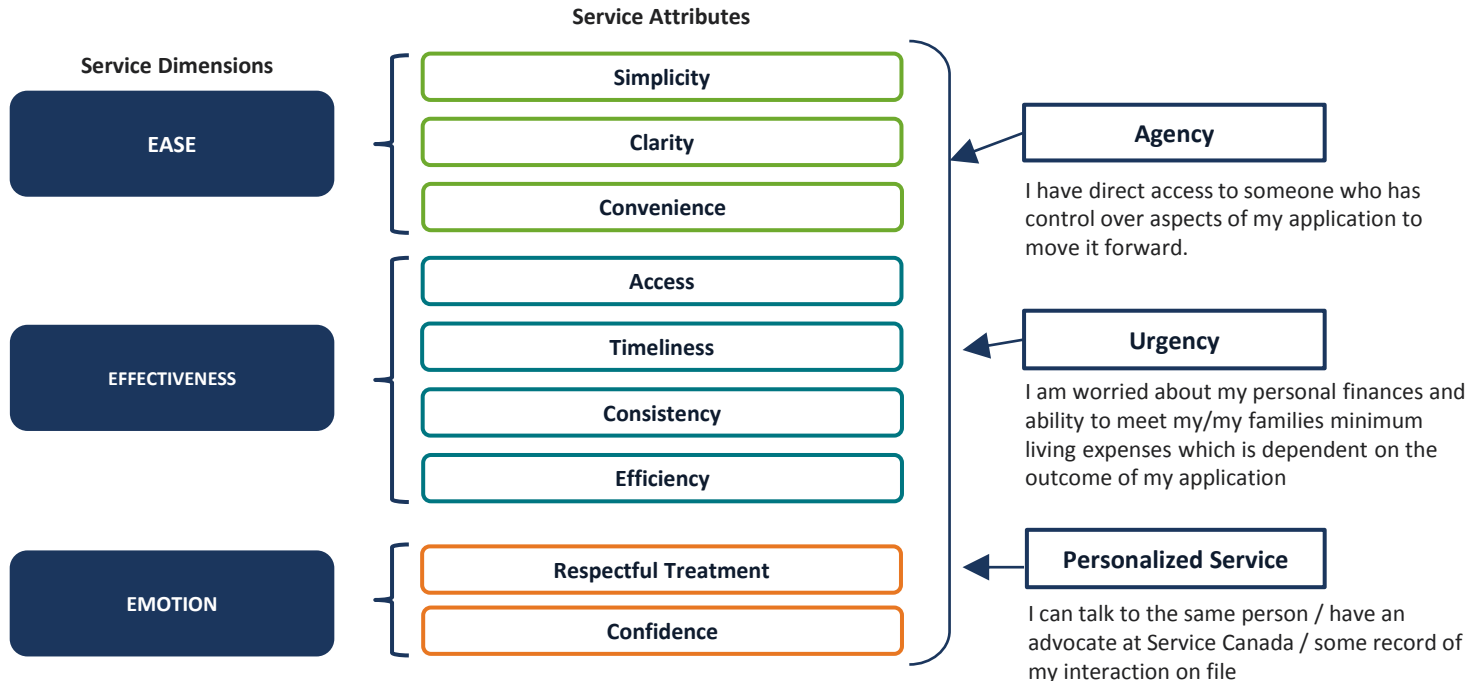 Service Attributes
Service Dimensions
EASE
Simplicity
Clarity
Convenience
EFFECTIVENESS
Access
Timeliness
Consistency
Efficiency
EMOTION
Respectful Treatment
Confidence
Agency
I have direct access to someone who has
control over aspects of my application to
move it forward.
Urgency
I am worried about my personal finances and
ability to meet my/my families minimum
living expenses which is dependent on the
outcome of my application
Personalized Service
I can talk to the same person / have an
advocate at Service Canada / some record of
my interaction on file